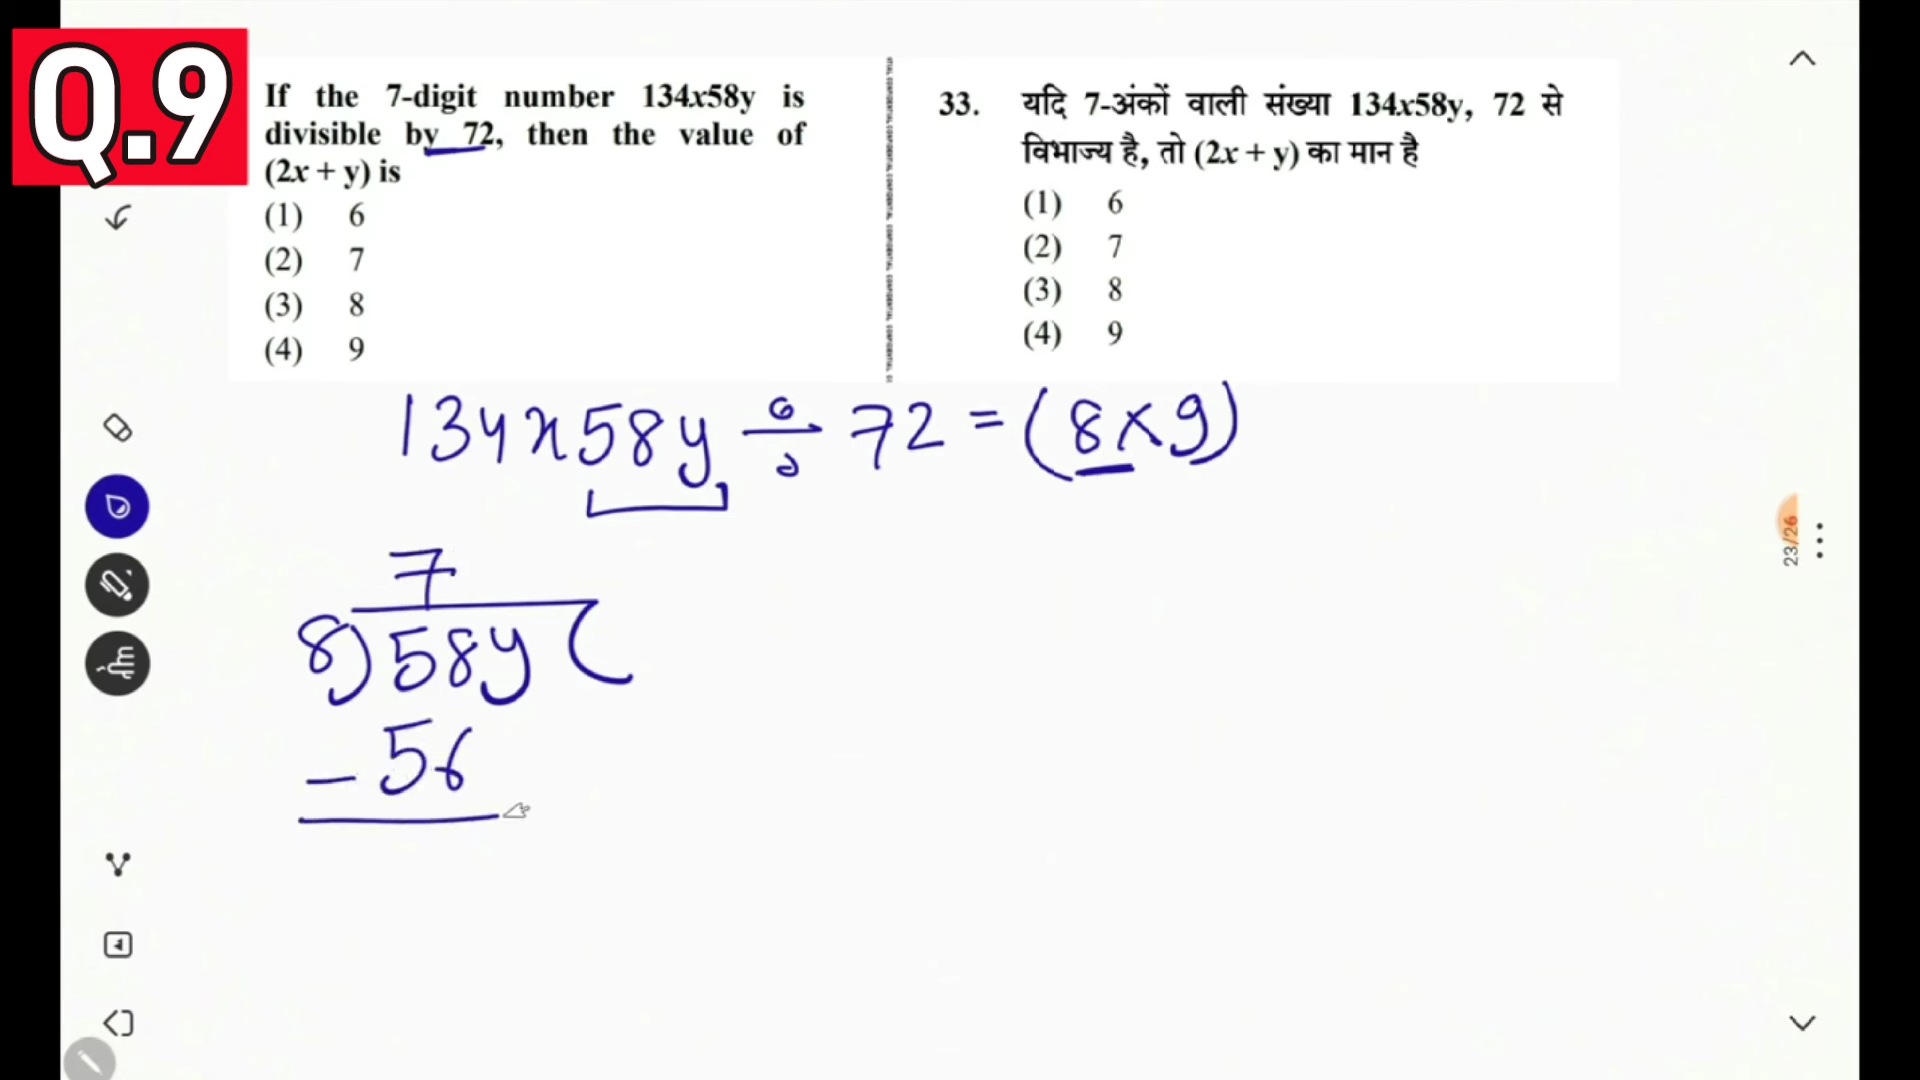 Q.9
If the 7-digit number 134x58y is
divisible by 72, then the value of
(2x + y) is
(1) 6
(2) 7
(3) 8
(4) 9
33. यदि 7-अंकों वाली संख्या 134x58y, 72 से
विभाज्य है, तो (2x + y) का मान है
(1) 6
(2) 7
(3) 8
(4) 9
134x58y ÷ 72 = (8×9)
7
8)58y(
- 56
23/26